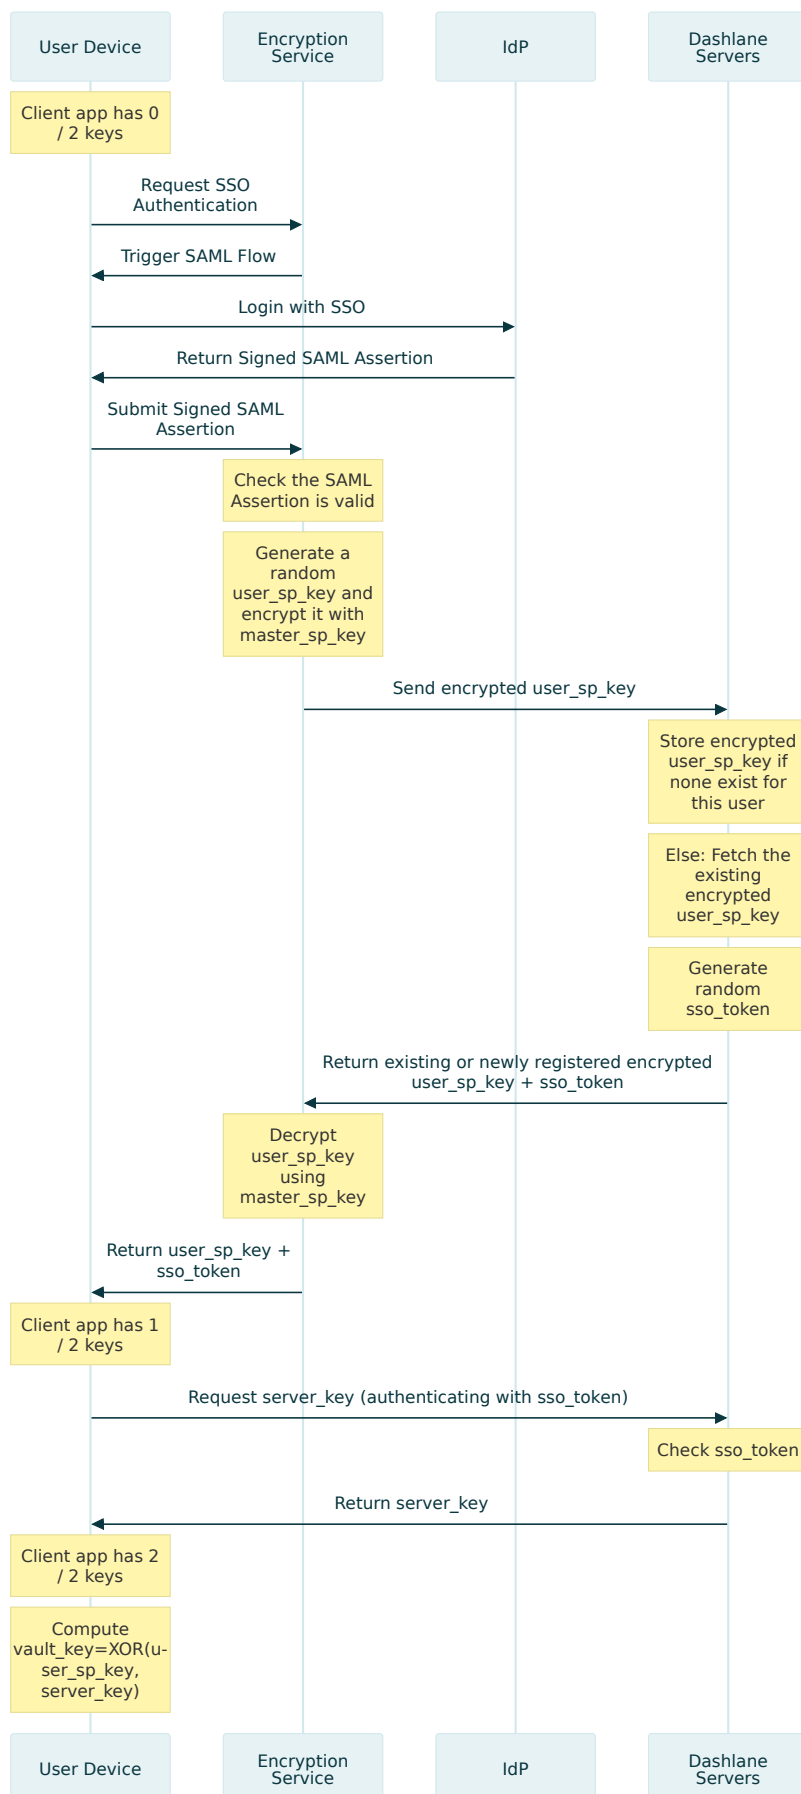 User Device
Encryption
Service
IdP
Dashlane
Servers
Client app has 0
/ 2 keys
Request SSO
Authentication
Trigger SAML Flow
Login with SSO
Return Signed SAML Assertion
Submit Signed SAML
Assertion
Check the SAML
Assertion is valid
Generate a
random
user_sp_key and
encrypt it with
master_sp_key
Send encrypted user_sp_key
Store encrypted
user_sp_key if
none exist for
this user
Else: Fetch the
existing
encrypted
user_sp_key
Generate
random
sso_token
Return existing or newly registered encrypted
user_sp_key + sso_token
Decrypt
user_sp_key
using
master_sp_key
Return user_sp_key +
sso_token
Client app has 1
/ 2 keys
Request server_key (authenticating with sso_token)
Check sso_token
Return server_key
Client app has 2
/ 2 keys
Compute
vault_key=XOR(u-
ser_sp_key,
server_key)
User Device
Encryption
Service
IdP
Dashlane
Servers